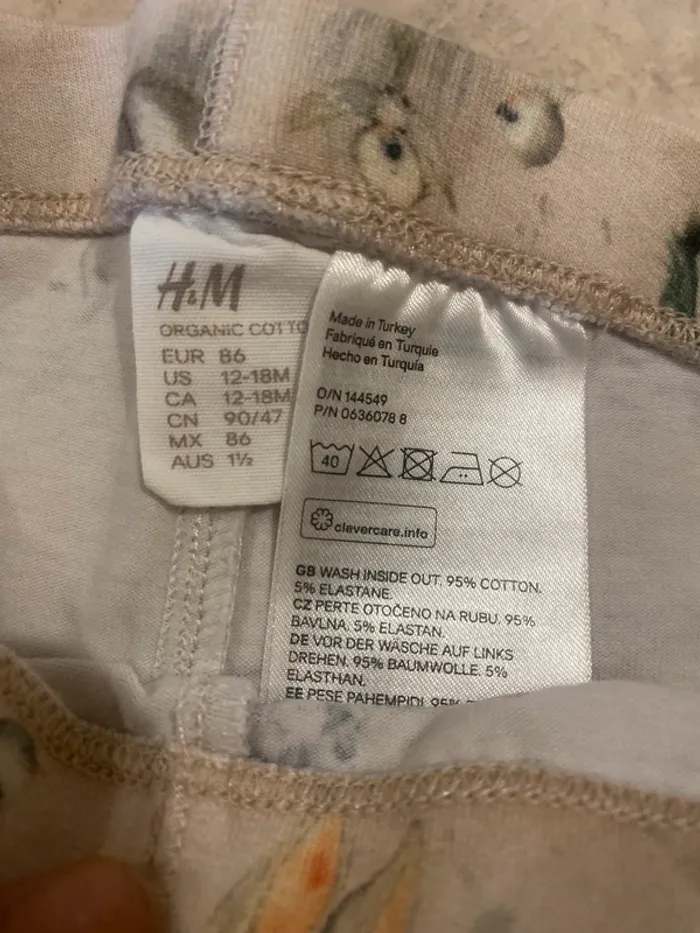 H&M
ORGANIC COTTO
EUR 86
US 12-18M
CA 12-18M
CN 90/47
MX 86
AUS 1½
Made in Turkey
Fabriqué en Turquie
Hecho en Turquía
O/N 144549
P/N 0636078 8
40
clevercare.info
GB WASH INSIDE OUT. 95% COTTON.
5% ELASTANE.
CZ PERTE OTOČENO NA RUBU. 95%
BAVLNA. 5% ELASTAN.
DE VOR DER WÄSCHE AUF LINKS
DREHEN. 95% BAUMWOLLE. 5%
ELASTHAN.
EE PESE PAHEMPIDI. 95%